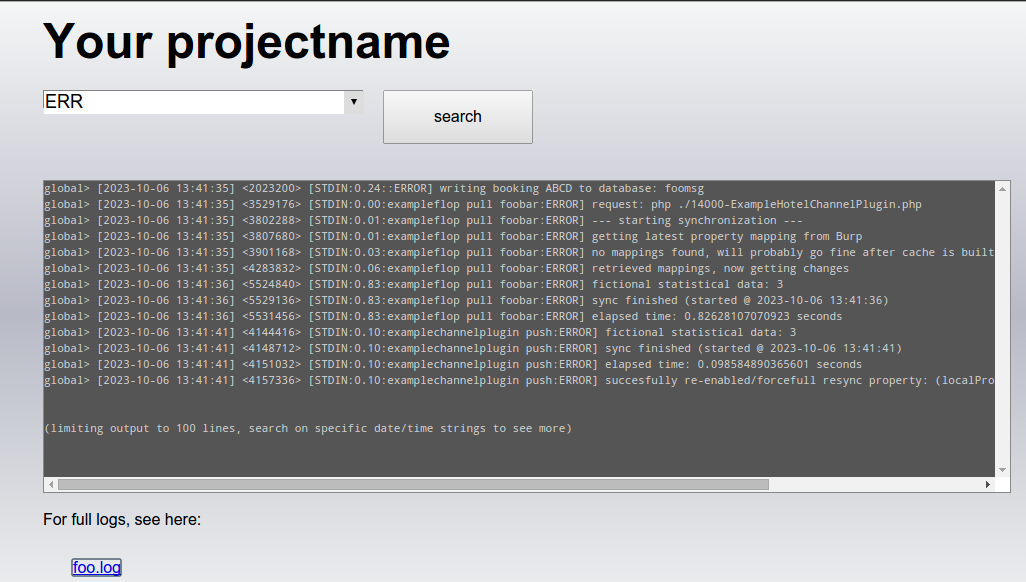 Your projectname
ERR
search
global> [2023-10-06 13:41:35] <2023200> [STDIN:0.24::ERROR] writing booking ABCD to database: foomsg
global> [2023-10-06 13:41:35] <3529176> [STDIN:0.00:exampleflop pull foobar:ERROR] request: php ./14000-ExampleHotelChannelPlugin.php
global> [2023-10-06 13:41:35] <3802288> [STDIN:0.01:exampleflop pull foobar:ERROR] --- starting synchronization ---
global> [2023-10-06 13:41:35] <3807680> [STDIN:0.01:exampleflop pull foobar:ERROR] getting latest property mapping from Burp
global> [2023-10-06 13:41:35] <3901168> [STDIN:0.03:exampleflop pull foobar:ERROR] no mappings found, will probably go fine after cache is built
global> [2023-10-06 13:41:35] <4283832> [STDIN:0.06:exampleflop pull foobar:ERROR] retrieved mappings, now getting changes
global> [2023-10-06 13:41:36] <5524840> [STDIN:0.83:exampleflop pull foobar:ERROR] fictional statistical data: 3
global> [2023-10-06 13:41:36] <5529136> [STDIN:0.83:exampleflop pull foobar:ERROR] sync finished (started @ 2023-10-06 13:41:36)
global> [2023-10-06 13:41:36] <5531456> [STDIN:0.83:exampleflop pull foobar:ERROR] elapsed time: 0.82628107070923 seconds
global> [2023-10-06 13:41:41] <4144416> [STDIN:0.10:examplechannelplugin push:ERROR] fictional statistical data: 3
global> [2023-10-06 13:41:41] <4148712> [STDIN:0.10:examplechannelplugin push:ERROR] sync finished (started @ 2023-10-06 13:41:41)
global> [2023-10-06 13:41:41] <4151032> [STDIN:0.10:examplechannelplugin push:ERROR] elapsed time: 0.098584890365601 seconds
global> [2023-10-06 13:41:41] <4157336> [STDIN:0.10:examplechannelplugin push:ERROR] succesfully re-enabled/forcefull resync property: (localPro
(limiting output to 100 lines, search on specific date/time strings to see more)
For full logs, see here:
foo.log